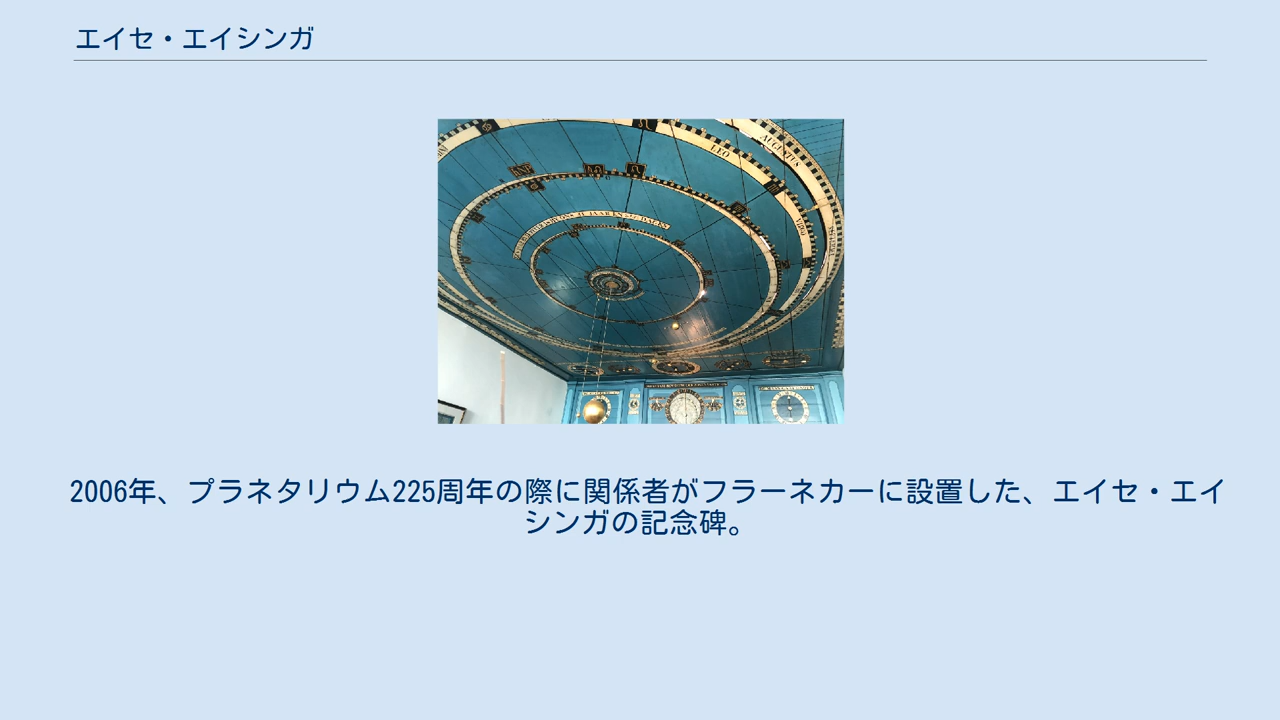 エイセ・エイシンガ
AUGUSTUS
LEO
2006年、プラネタリウム225周年の際に関係者がフラーネカーに設置した、エイセ・エイ
シンガの記念碑。